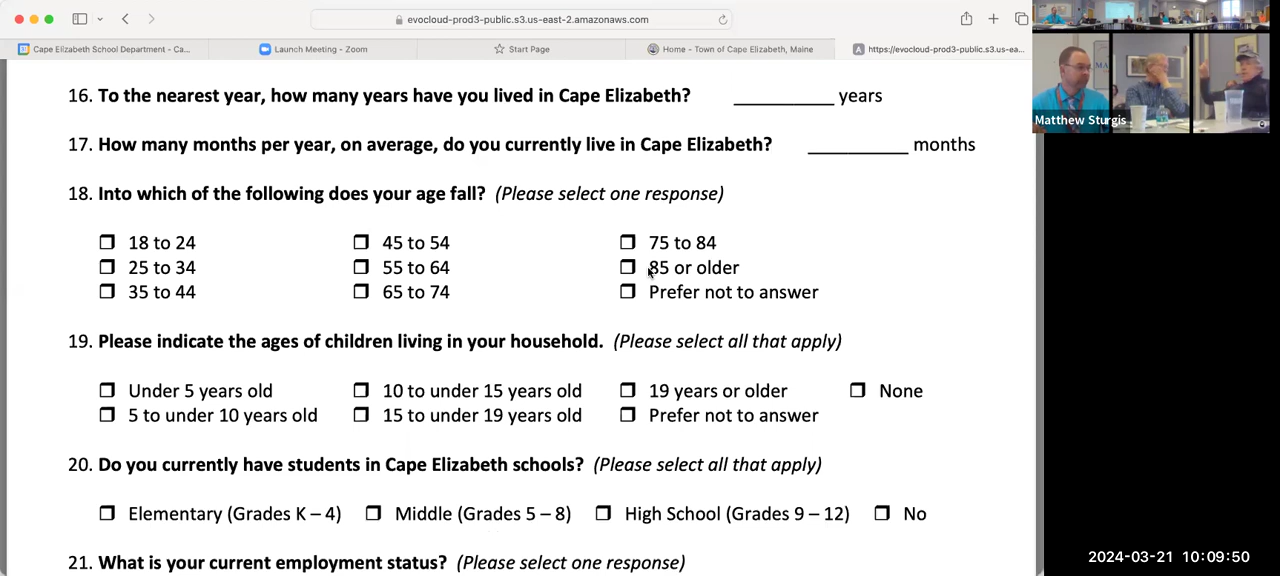 evocloud-prod3-public.s3.us-east-2.amazonaws.com
Cape Elizabeth School Department - Ca...
Launch Meeting - Zoom
Start Page
Home - Town of Cape Elizabeth, Maine
https://evocloud-prod3-public.s3.us-ea...
16. To the nearest year, how many years have you lived in Cape Elizabeth? __________ years
17. How many months per year, on average, do you currently live in Cape Elizabeth? __________ months
18. Into which of the following does your age fall? (Please select one response)
18 to 24 45 to 54 75 to 84
25 to 34 55 to 64 85 or older
35 to 44 65 to 74 Prefer not to answer
19. Please indicate the ages of children living in your household. (Please select all that apply)
Under 5 years old 10 to under 15 years old 19 years or older None
5 to under 10 years old 15 to under 19 years old Prefer not to answer
20. Do you currently have students in Cape Elizabeth schools? (Please select all that apply)
Elementary (Grades K – 4) Middle (Grades 5 – 8) High School (Grades 9 – 12) No
21. What is your current employment status? (Please select one response)
Matthew Sturgis
2024-03-21 10:09:50